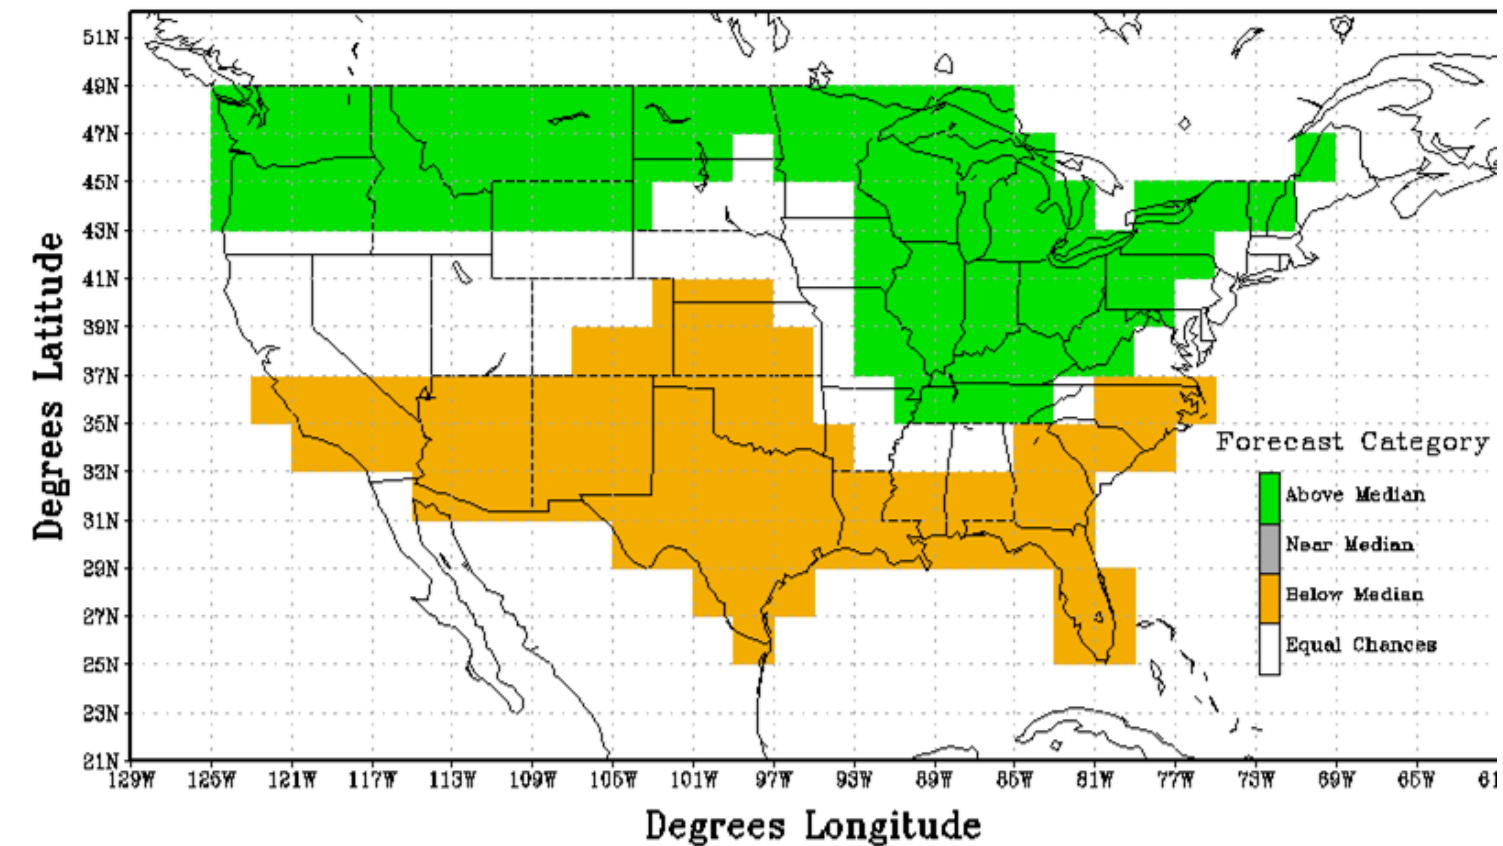 51N
49N
47N
45N
43N
41N
39N
37N
35N
33N
31N
29N
27N
25N
23N
21N
Degrees Latitude
129W 125W 121W 117W 113W 109W 105W 101W 97W 93W 89W 85W 81W 77W 73W 69W 65W
Degrees Longitude
Forecast Category
Above Median
Near Median
Below Median
Equal Chances